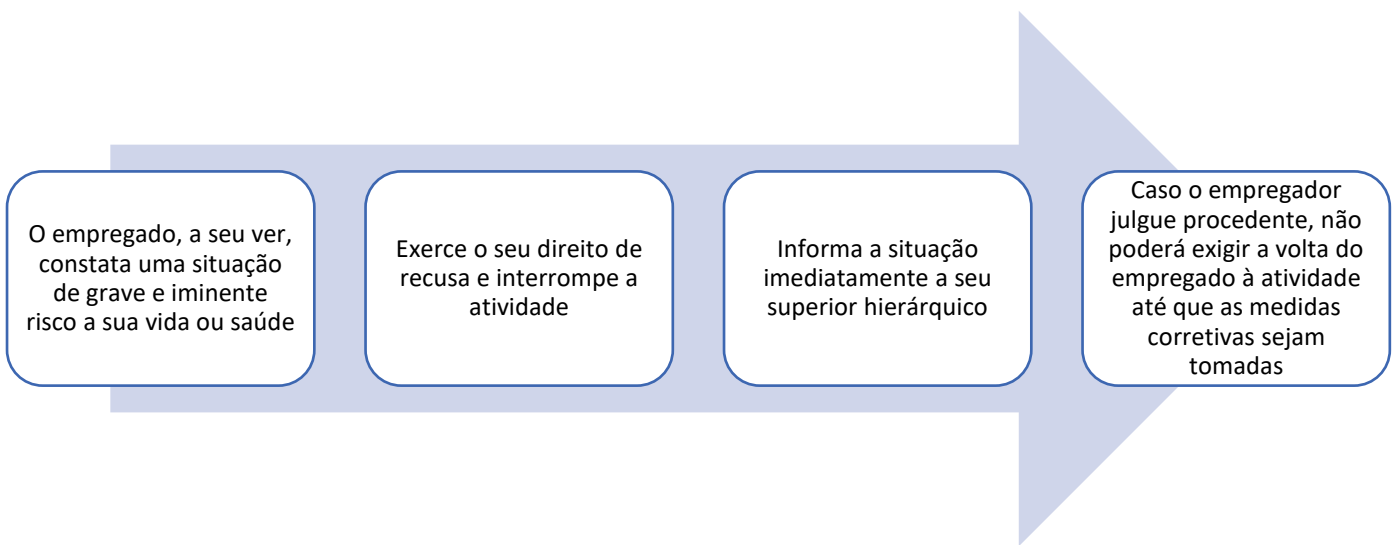 O empregado, a seu ver,
constata uma situação
de grave e iminente
risco a sua vida ou saúde
Exerce o seu direito de
recusa e interrompe a
atividade
Informa a situação
imediatamente a seu
superior hierárquico
Caso o empregador
julgue procedente, não
poderá exigir a volta do
empregado à atividade
até que as medidas
corretivas sejam
tomadas